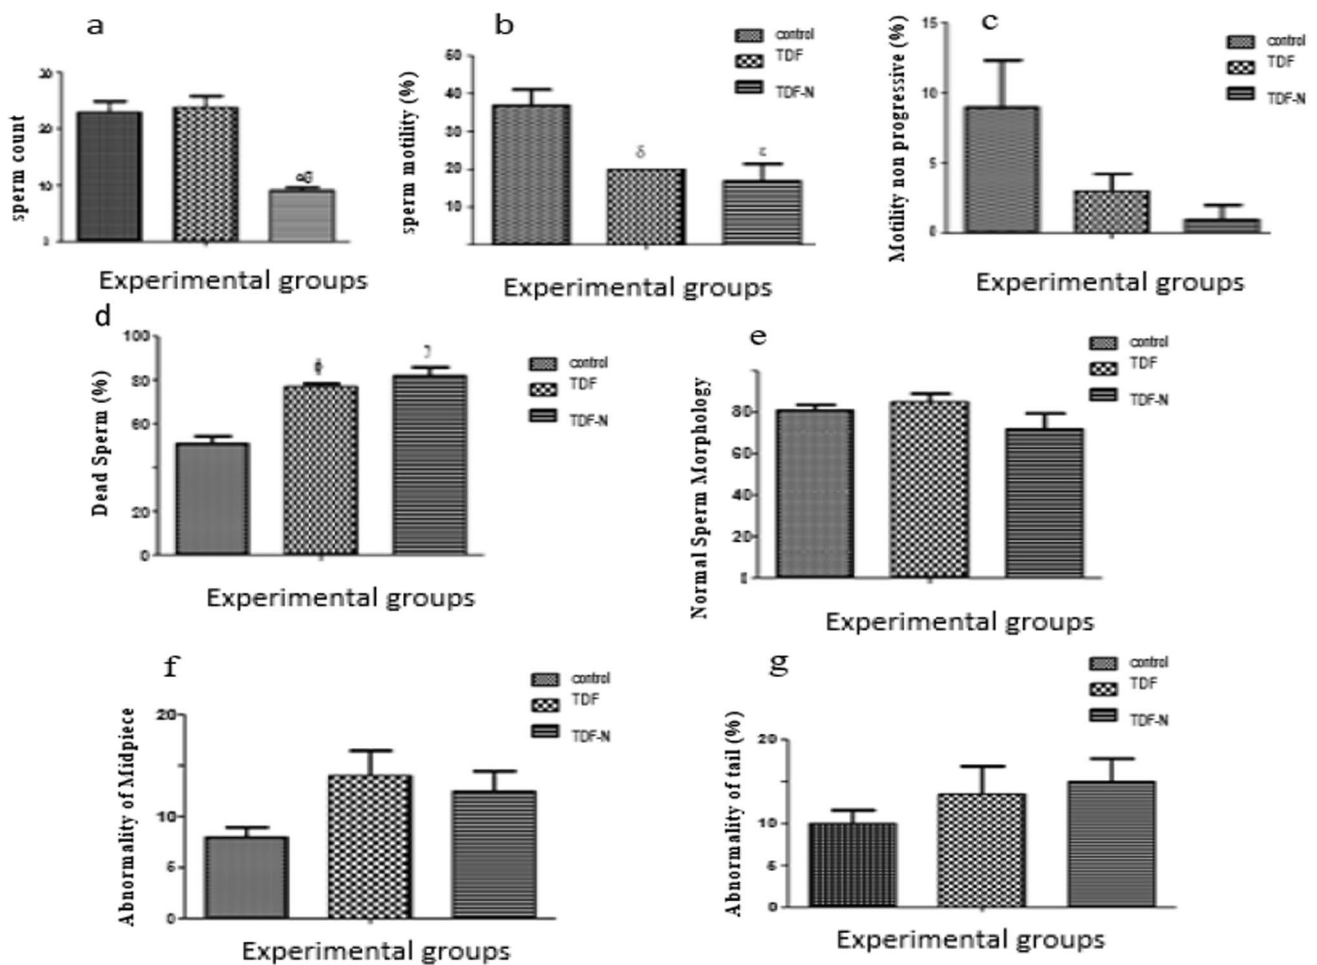 a
sperm count
30
20
10
0
αβ
Experimental groups
b
control
TDF
TDF-N
sperm motility (%)
50
40
30
20
10
δ
ε
Experimental groups
c
control
TDF
TDF-N
Motility non progressive (%)
15
10
5
0
Experimental groups
d
control
TDF
TDF-N
Dead Sperm (%)
100
80
60
20
0
ϕ
Experimental groups
e
control
TDF
TDF-N
Normal Sperm Morphology
80
60
40
20
Experimental groups
f
control
TDF
TDF-N
Abnormality of Midpiece
20
10
5
0
Experimental groups
g
control
TDF
TDF-N
Abnormality of tail (%)
20
10
5
0
Experimental groups